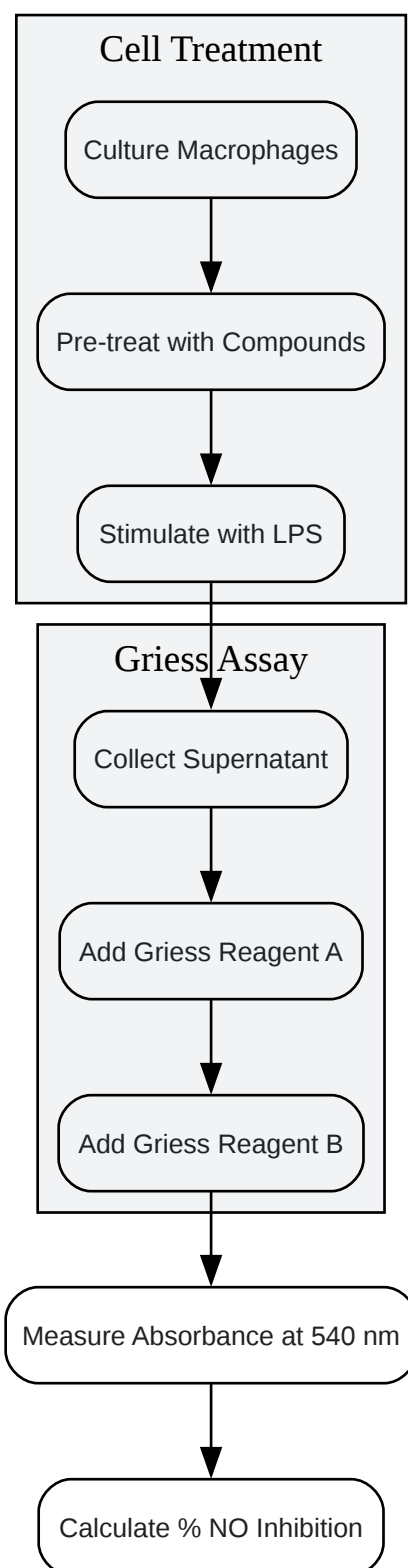 Cell Treatment
Culture Macrophages
Pre-treat with Compounds
Stimulate with LPS
Griess Assay
Collect Supernatant
Add Griess Reagent A
Add Griess Reagent B
Measure Absorbance at 540 nm
Calculate % NO Inhibition